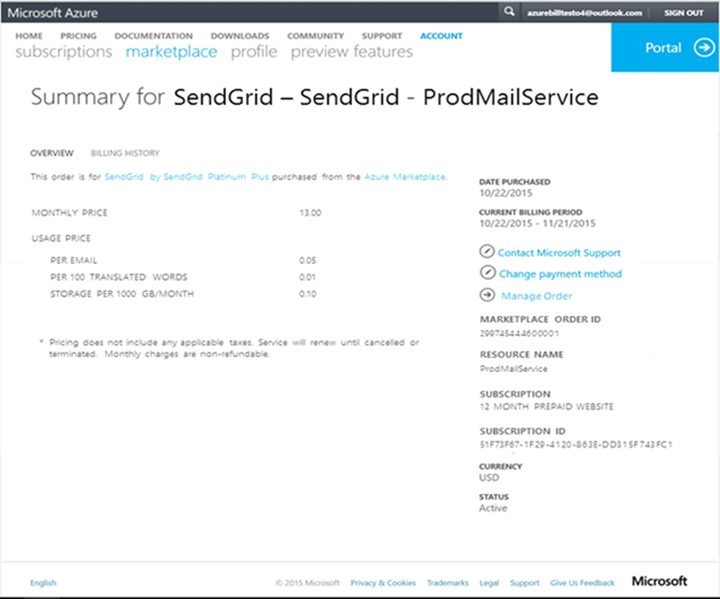 Microsoft Azure azurebilltest04@outlook.com SIGN OUT
HOME PRICING DOCUMENTATION DOWNLOADS COMMUNITY SUPPORT ACCOUNT
subscriptions marketplace profile preview features
Portal
Summary for SendGrid – SendGrid - ProdMailService
OVERVIEW BILLING HISTORY
This order is for SendGrid by SendGrid Platinum Plus purchased from the Azure Marketplace.
MONTHLY PRICE 13.00
USAGE PRICE
PER EMAIL 0.05
PER 100 TRANSLATED WORDS 0.01
STORAGE PER 1000 GB/MONTH 0.10
* Pricing does not include any applicable taxes. Service will renew until cancelled or
terminated. Monthly charges are non-refundable.
DATE PURCHASED
10/22/2015
CURRENT BILLING PERIOD
10/22/2015 - 11/21/2015
Contact Microsoft Support
Change payment method
Manage Order
MARKETPLACE ORDER ID
299745444600001
RESOURCE NAME
ProdMailService
SUBSCRIPTION
12 MONTH PREPAID WEBSITE
SUBSCRIPTION ID
51F73F67-1F29-4120-863E-DD315F743FC1
CURRENCY
USD
STATUS
Active
English © 2015 Microsoft Privacy & Cookies Trademarks Legal Support Give Us Feedback Microsoft